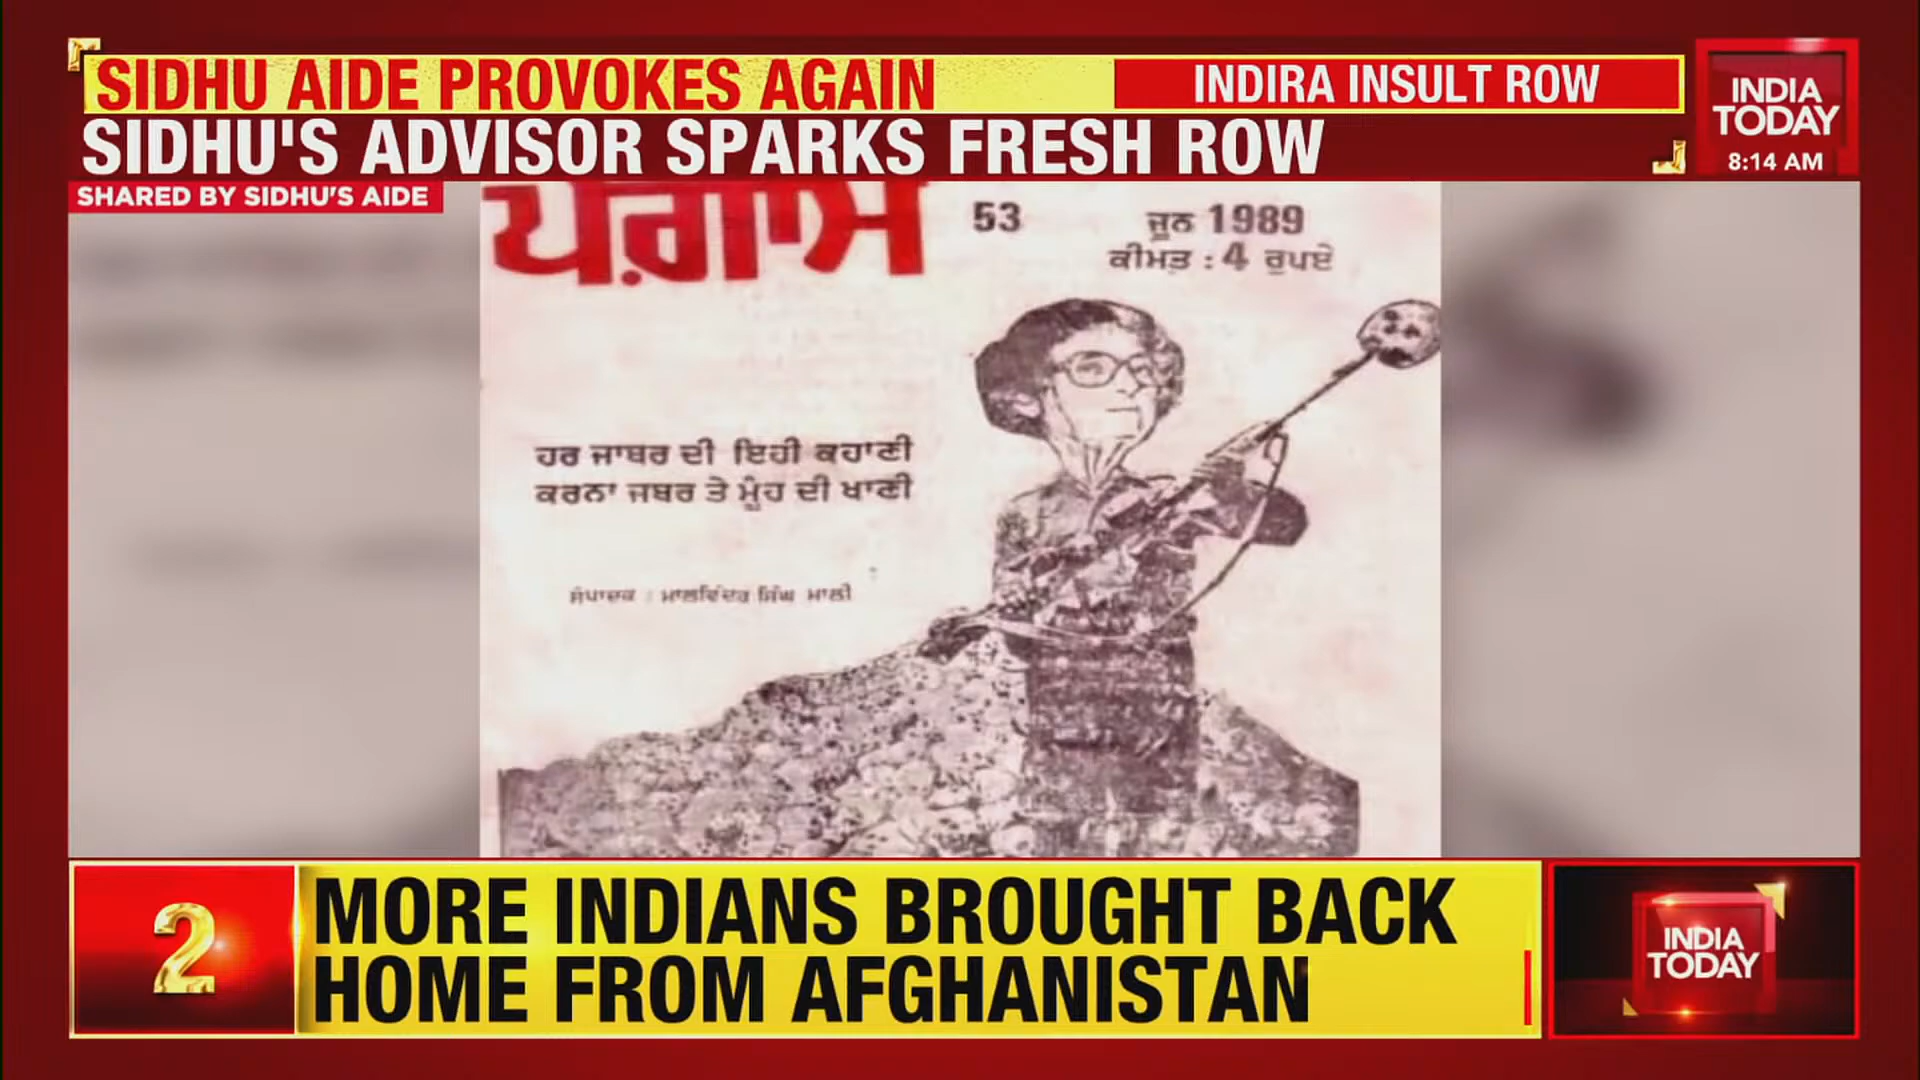 SIDHU AIDE PROVOKES AGAIN
INDIRA INSULT ROW
INDIA
TODAY
8:14 AM
SIDHU'S ADVISOR SPARKS FRESH ROW
SHARED BY SIDHU'S AIDE
ਪੈਗ਼ਾਮ
53
ਜੂਨ 1989
ਕੀਮਤ : 4 ਰੁਪਏ
ਹਰ ਜਾਬਰ ਦੀ ਇਹੀ ਕਹਾਣੀ
ਕਰਨਾ ਜਬਰ ਤੇ ਮੂੰਹ ਦੀ ਖਾਣੀ
ਸੰਪਾਦਕ : ਮਾਲਵਿੰਦਰ ਸਿੰਘ ਮਾਲੀ
2
MORE INDIANS BROUGHT BACK
HOME FROM AFGHANISTAN
INDIA
TODAY